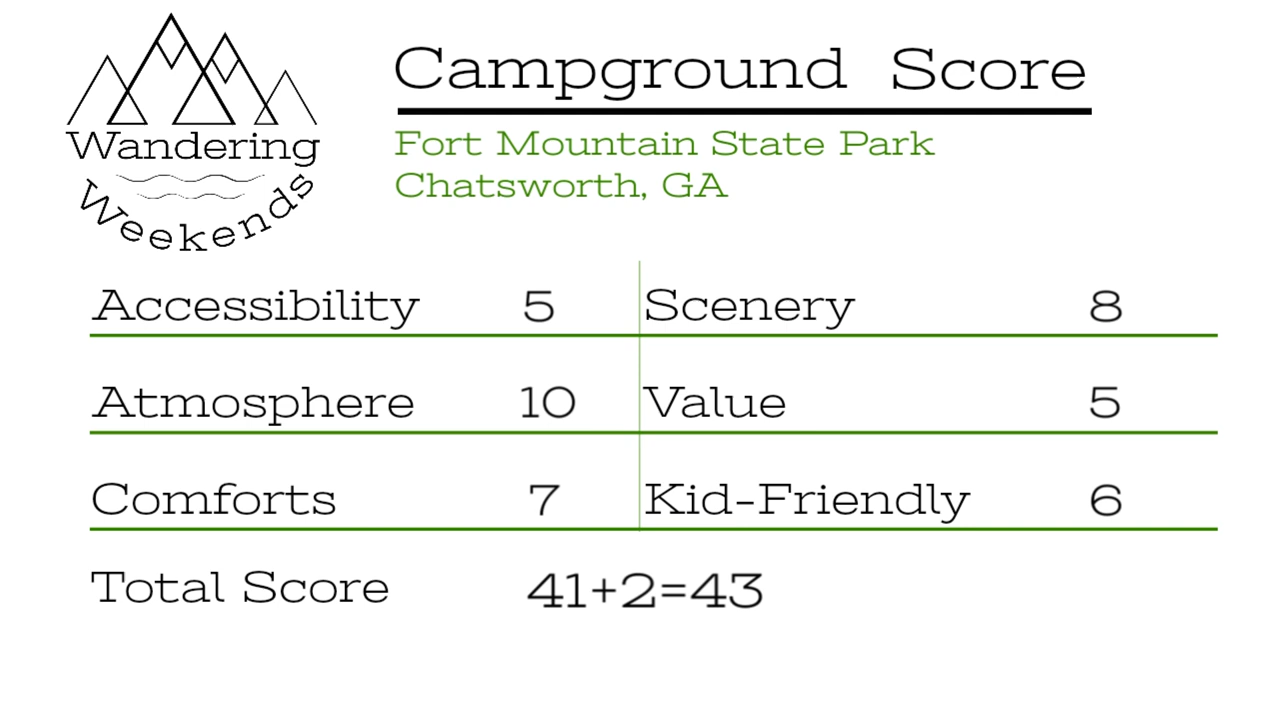 Wandering
Weekends
Campground Score
Fort Mountain State Park
Chatsworth, GA
Accessibility 5 Scenery 8
Atmosphere 10 Value 5
Comforts 7 Kid-Friendly 6
Total Score 41+2=43